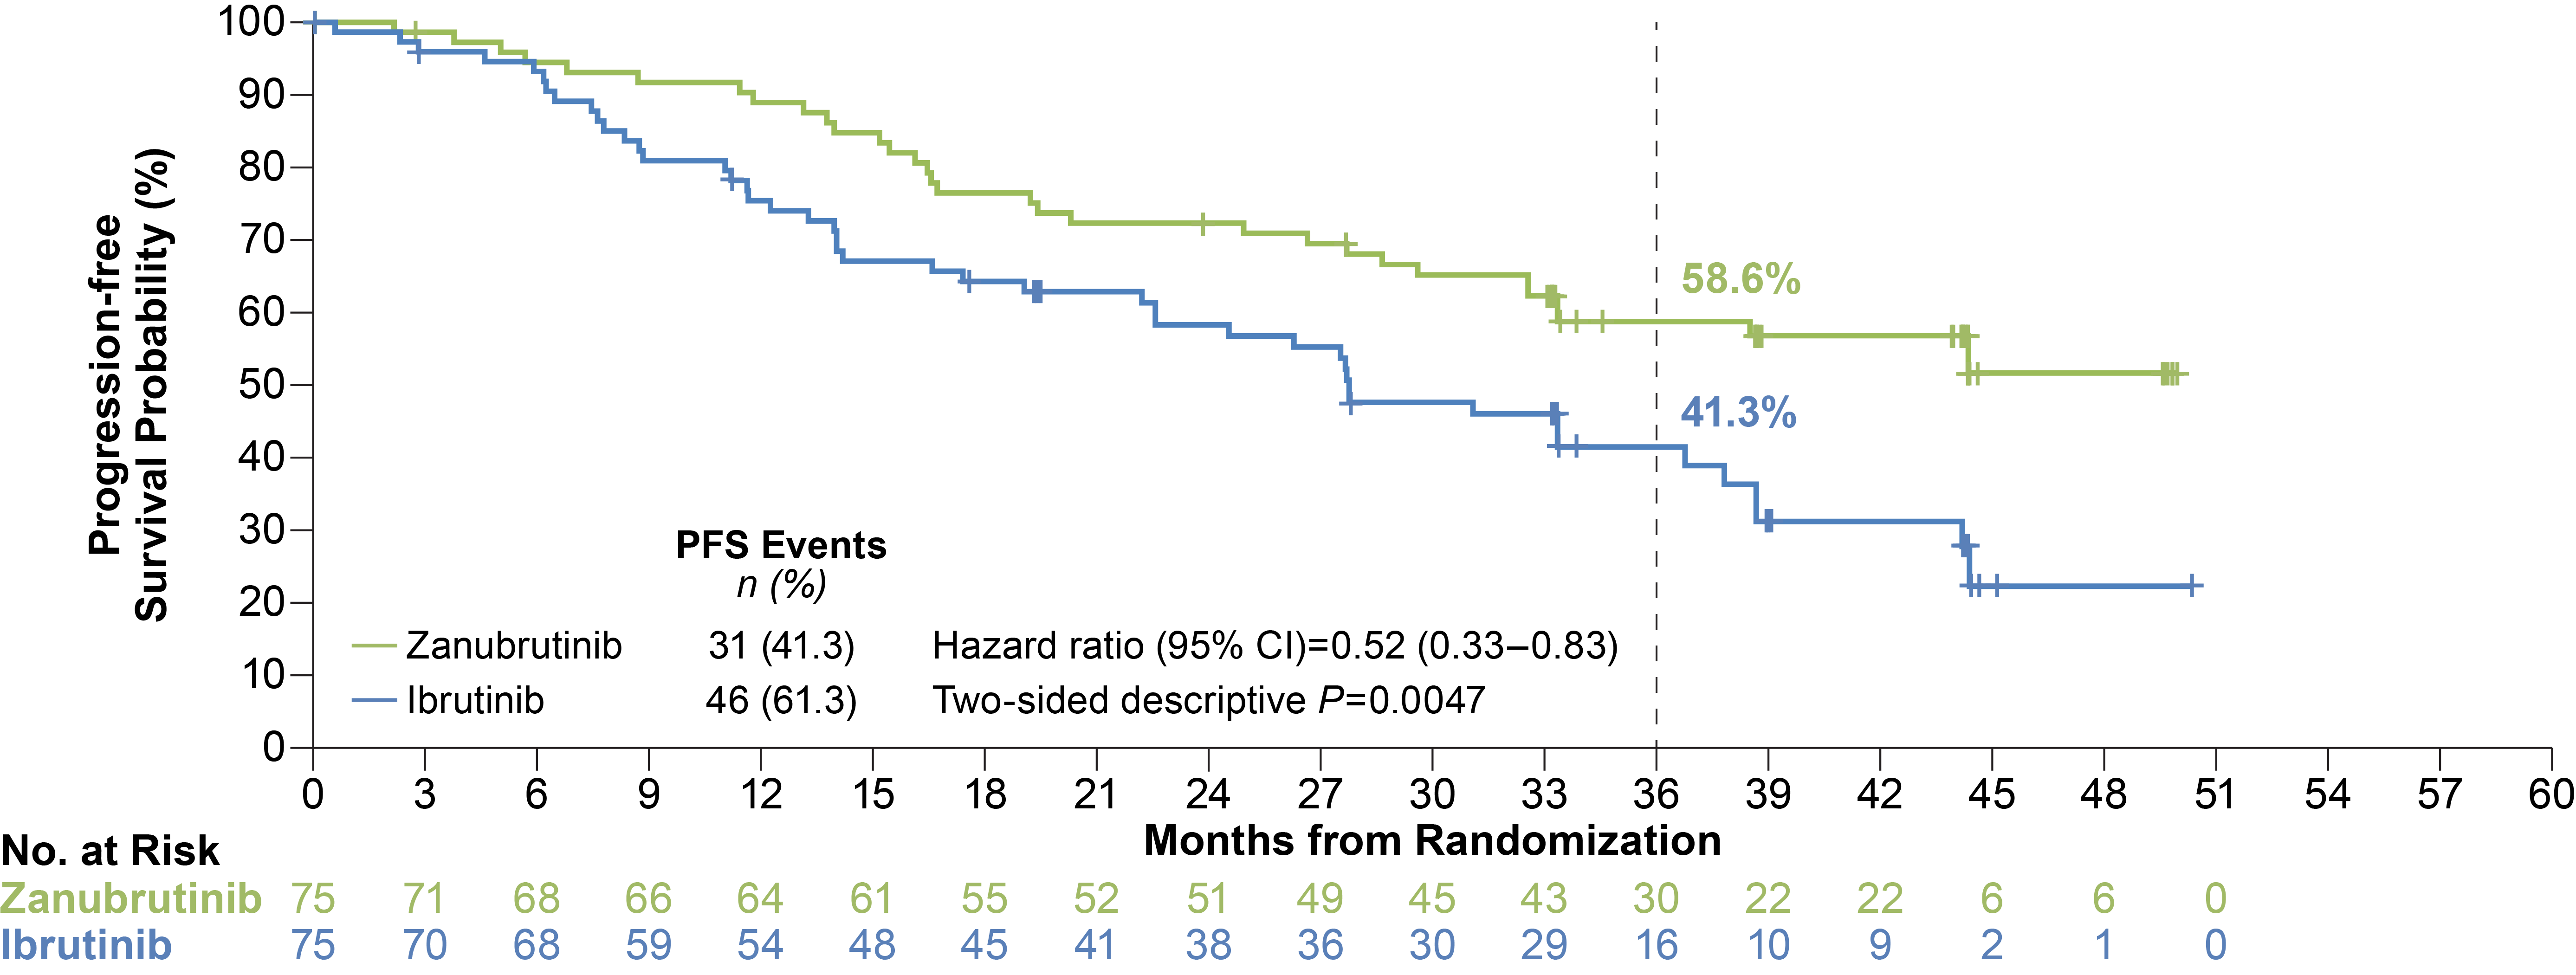 100
90
80
70
60
50
40
30
20
10
0
Progression-free
Survival Probability (%)
58.6%
41.3%
PFS Events
n (%)
Zanubrutinib 31 (41.3) Hazard ratio (95% CI)=0.52 (0.33–0.83)
Ibrutinib 46 (61.3) Two-sided descriptive P=0.0047
0 3 6 9 12 15 18 21 24 27 30 33 36 39 42 45 48 51 54 57 60
Months from Randomization
No. at Risk
Zanubrutinib 75 71 68 66 64 61 55 52 51 49 45 43 30 22 22 6 6 0
Ibrutinib 75 70 68 59 54 48 45 41 38 36 30 29 16 10 9 2 1 0